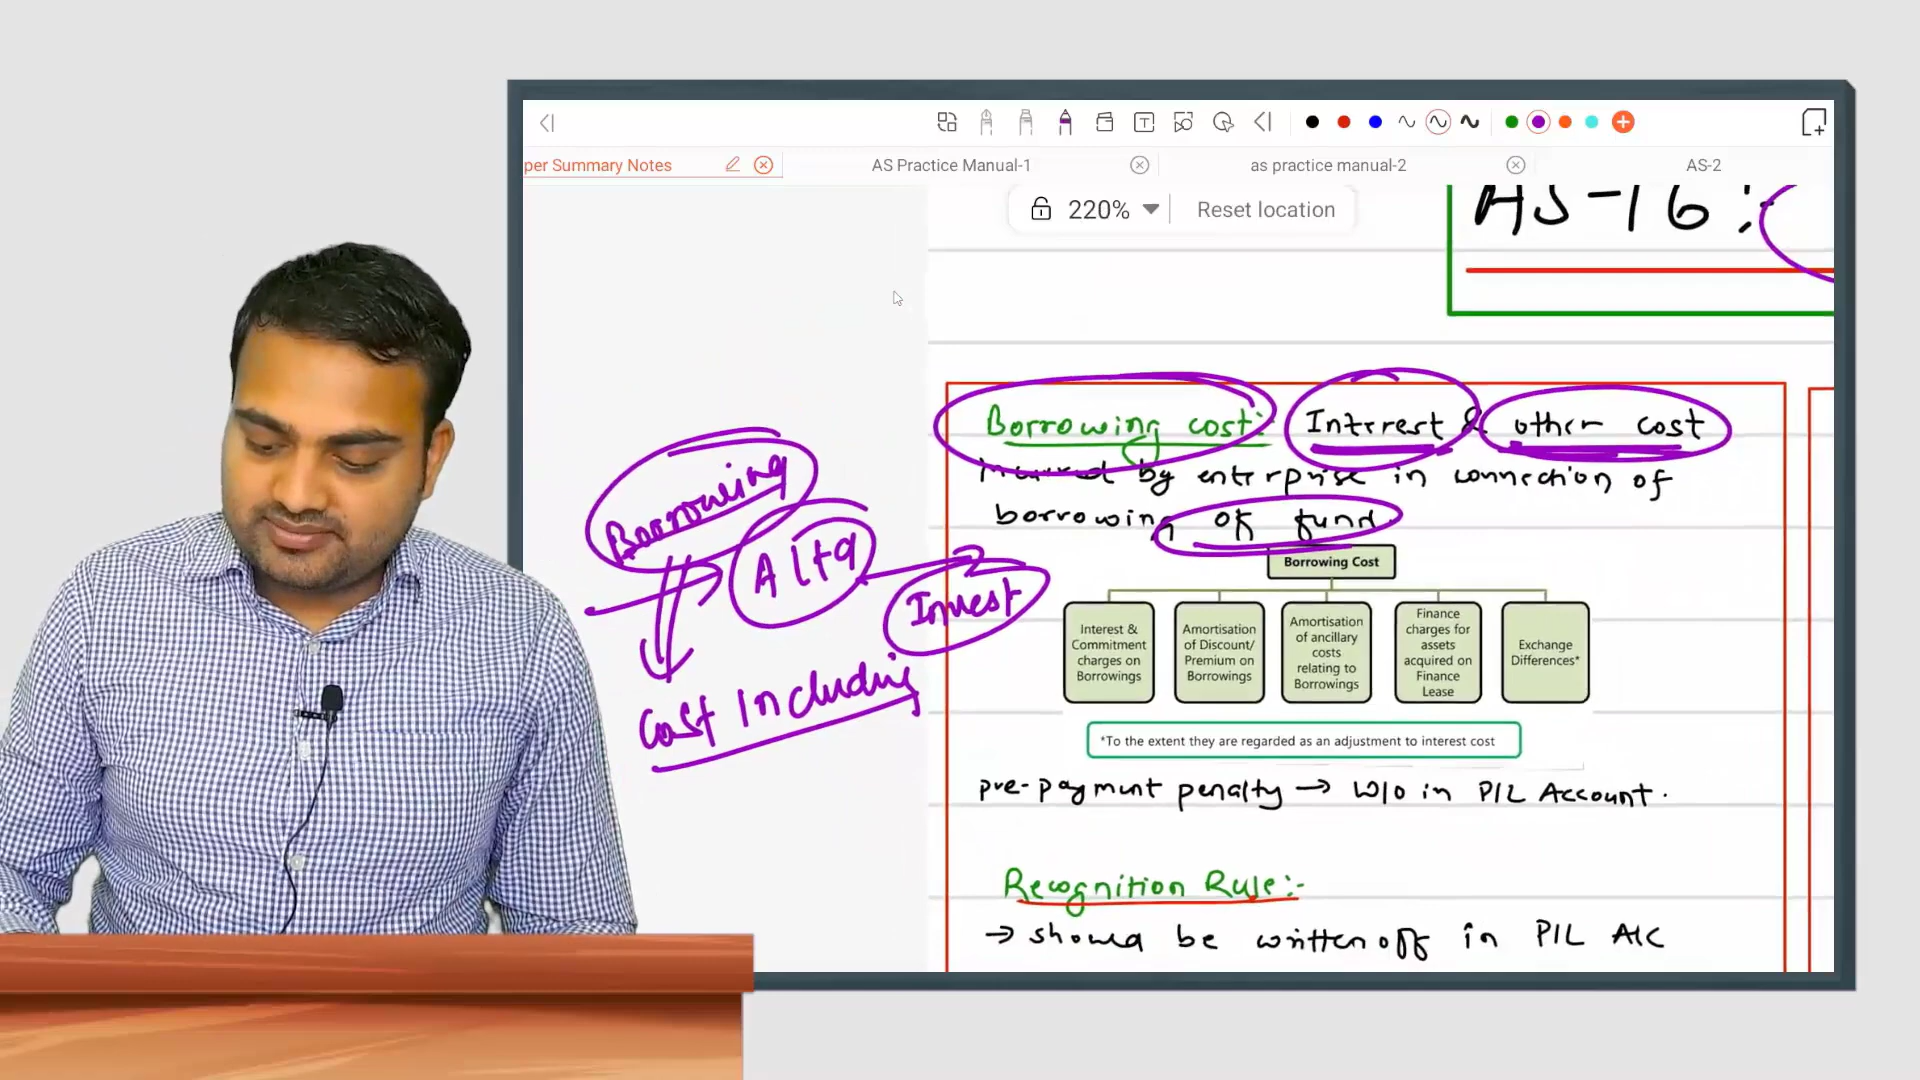 per Summary Notes
AS Practice Manual-1
as practice manual-2
AS-2
220%
Reset location
AS-16:-
Borrowing cost:- Interest & other cost
incurred by enterprise in connection of
borrowing of fund.
Borrowing
Invest
Cost Including
Borrowing Cost
Interest &
Commitment
charges on
Borrowings
Amortisation
of Discount/
Premium on
Borrowings
Amortisation
of ancillary
costs
relating to
Borrowings
Finance
charges for
assets
acquired on
Finance
Lease
Exchange
Differences*
*To the extent they are regarded as an adjustment to interest cost
pre-payment penalty → W/o in P/L Account.
Recognition Rule:-
→ should be written off in P/L A/C